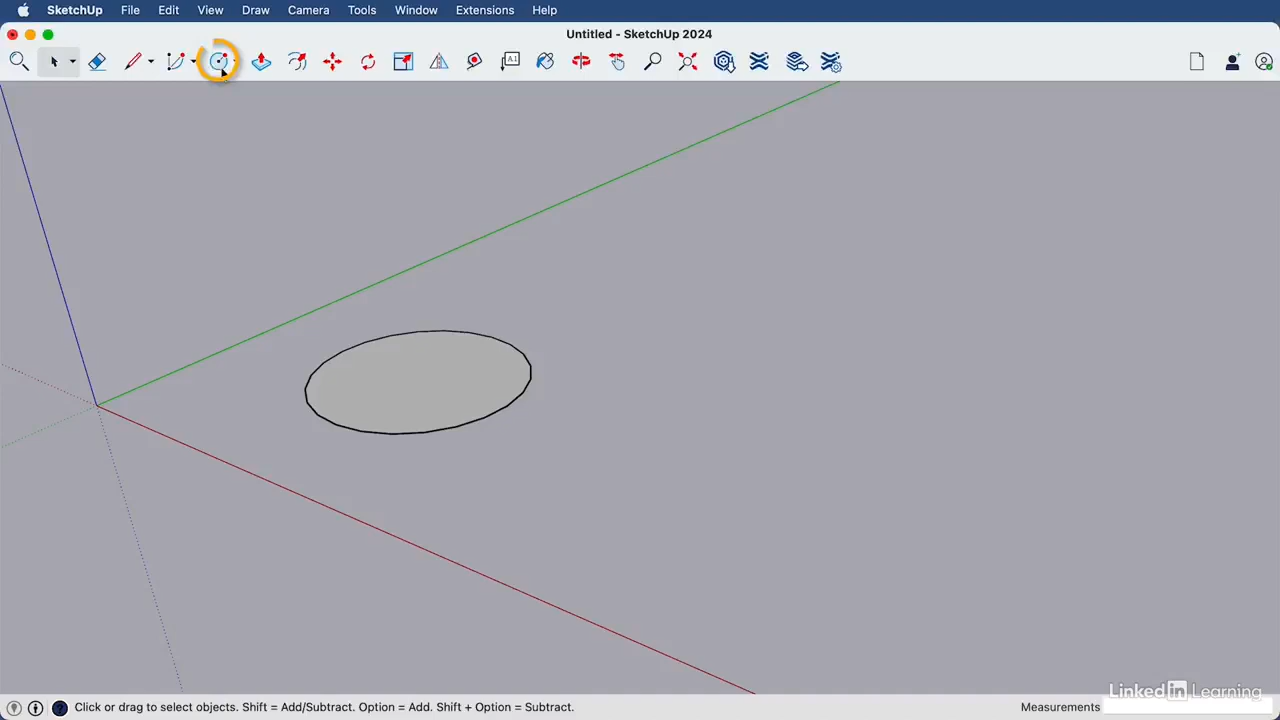 SketchUp File Edit View Draw Camera Tools Window Extensions Help
Untitled - SketchUp 2024
A1
LinkedIn Learning
Click or drag to select objects. Shift = Add/Subtract. Option = Add. Shift + Option = Subtract.
Measurements